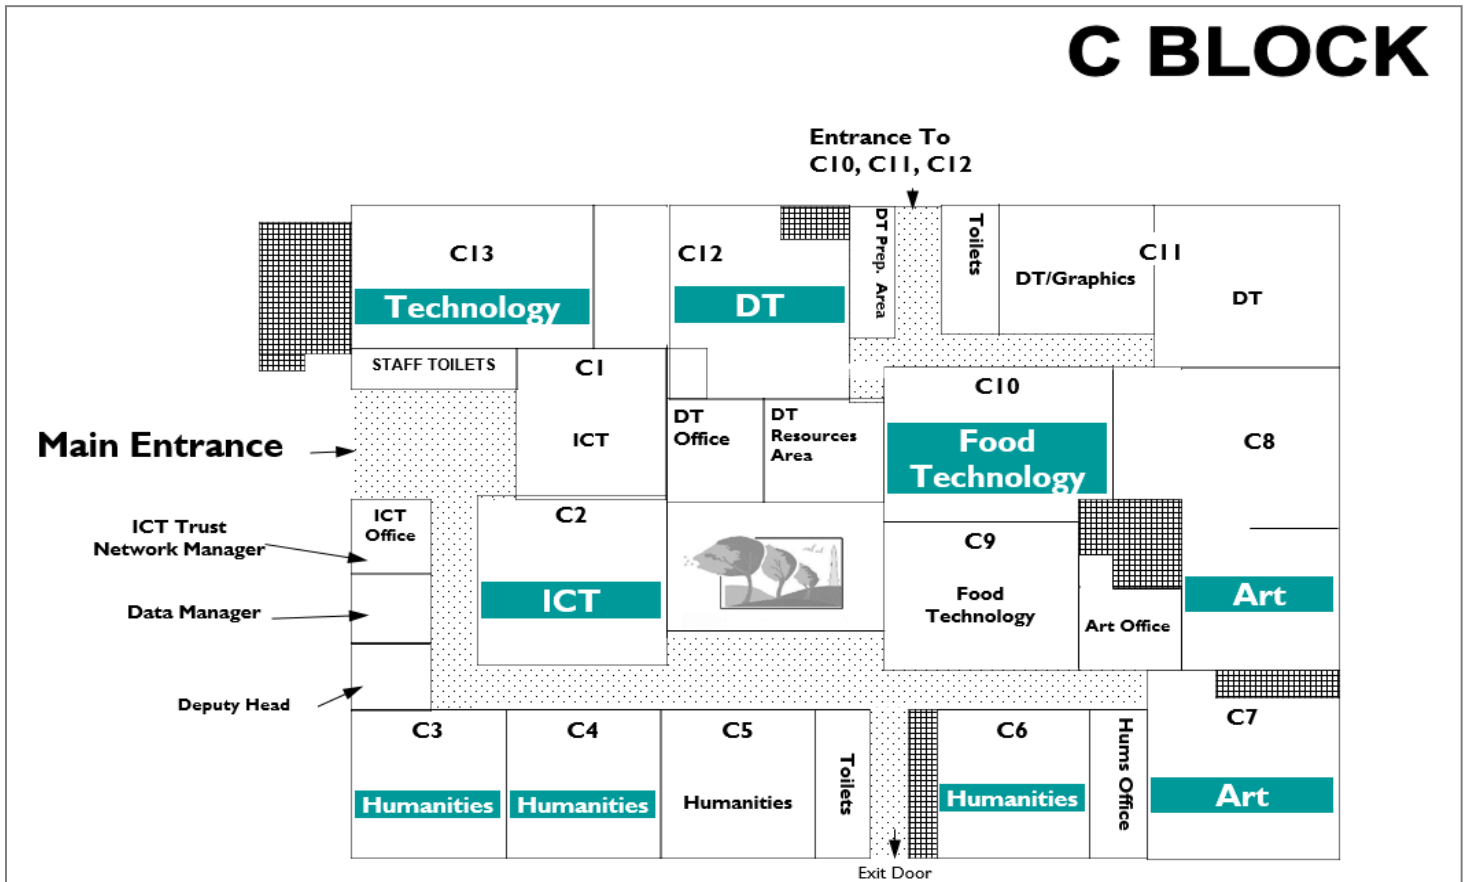 C BLOCK
Entrance To
C10, C11, C12
C13
Technology
C12
DT
DT Prep. Area
Toilets
DT/Graphics
C11
DT
STAFF TOILETS
C1
ICT
Main Entrance
DT
Office
DT
Resources
Area
C10
Food
Technology
C8
Art
ICT Trust
Network Manager
ICT
Office
Data Manager
Deputy Head
C2
ICT
C9
Food
Technology
Art Office
C3
Humanities
C4
Humanities
C5
Humanities
Toilets
C6
Humanities
Hums Office
C7
Art
Exit Door